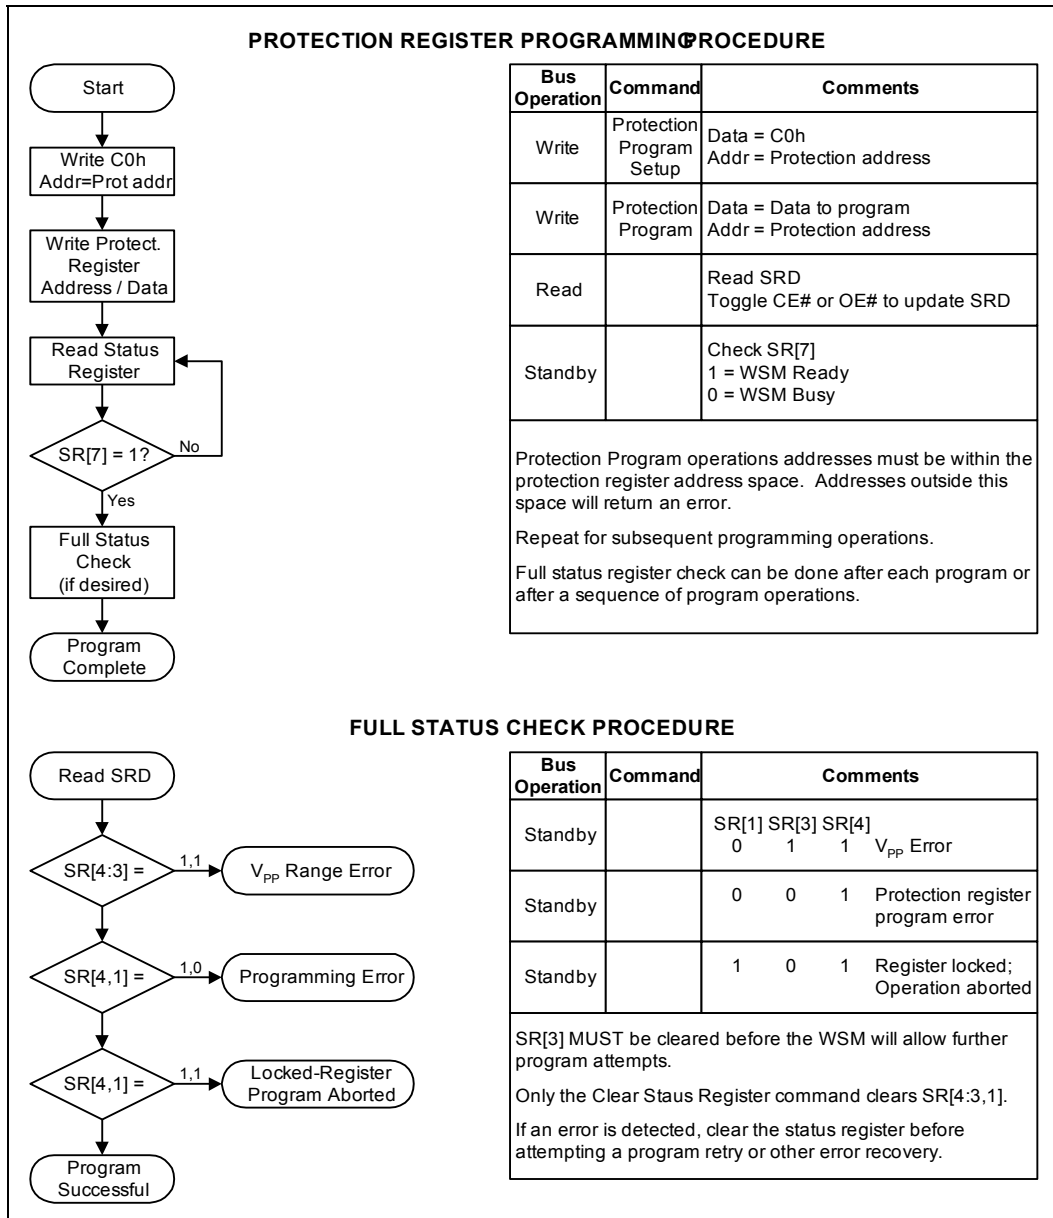 PROTECTION REGISTER PROGRAMMING PROCEDURE
Start
Write C0h
Addr=Prot addr
Write Protect.
Register
Address / Data
Read Status
Register
SR[7] = 1?
No
Yes
Full Status
Check
(if desired)
Program
Complete
Bus
Operation
Command
Comments
Write
Protection
Program
Setup
Data = C0h
Addr = Protection address
Write
Protection
Program
Data = Data to program
Addr = Protection address
Read
Read SRD
Toggle CE# or OE# to update SRD
Standby
Check SR[7]
1 = WSM Ready
0 = WSM Busy
Protection Program operations addresses must be within the
protection register address space.  Addresses outside this
space will return an error.
Repeat for subsequent programming operations.
Full status register check can be done after each program or
after a sequence of program operations.
FULL STATUS CHECK PROCEDURE
Read SRD
SR[4:3] =
1,1
VPP Range Error
SR[4,1] =
1,0
Programming Error
SR[4,1] =
1,1
Locked-Register
Program Aborted
Program
Successful
Bus
Operation
Command
Comments
Standby
SR[1] SR[3] SR[4]
0 1 1 VPP Error
Standby
0 0 1 Protection register
program error
Standby
1 0 1 Register locked;
Operation aborted
SR[3] MUST be cleared before the WSM will allow further
program attempts.
Only the Clear Staus Register command clears SR[4:3,1].
If an error is detected, clear the status register before
attempting a program retry or other error recovery.